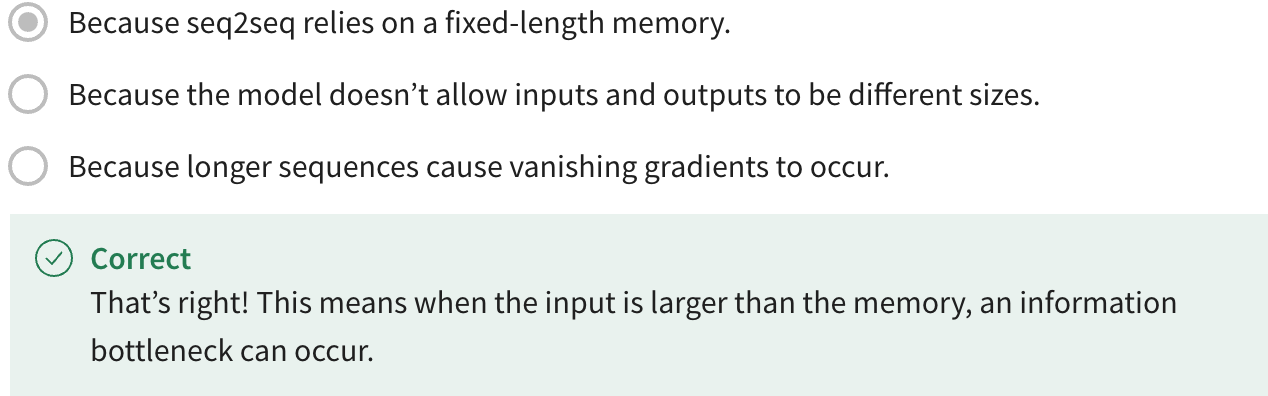 Because seq2seq relies on a fixed-length memory.
Because the model doesn’t allow inputs and outputs to be different sizes.
Because longer sequences cause vanishing gradients to occur.
Correct
That’s right! This means when the input is larger than the memory, an information
bottleneck can occur.